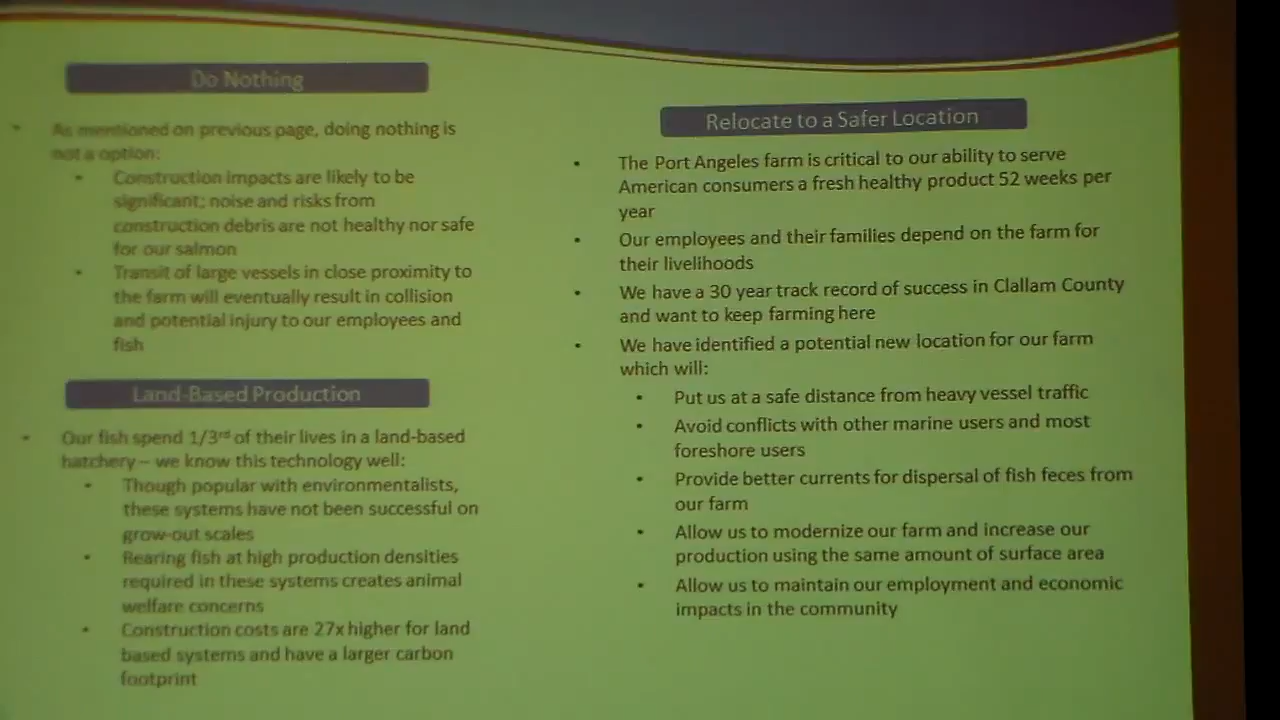 Do Nothing
• As mentioned on previous page, doing nothing is
not a option:
• Construction impacts are likely to be
significant; noise and risks from
construction debris are not healthy nor safe
for our salmon
• Transit of large vessels in close proximity to
the farm will eventually result in collision
and potential injury to our employees and
fish
Land-Based Production
• Our fish spend 1/3rd of their lives in a land-based
hatchery – we know this technology well:
• Though popular with environmentalists,
these systems have not been successful on
grow-out scales
• Rearing fish at high production densities
required in these systems creates animal
welfare concerns
• Construction costs are 27x higher for land
based systems and have a larger carbon
footprint
Relocate to a Safer Location
• The Port Angeles farm is critical to our ability to serve
American consumers a fresh healthy product 52 weeks per
year
• Our employees and their families depend on the farm for
their livelihoods
• We have a 30 year track record of success in Clallam County
and want to keep farming here
• We have identified a potential new location for our farm
which will:
• Put us at a safe distance from heavy vessel traffic
• Avoid conflicts with other marine users and most
foreshore users
• Provide better currents for dispersal of fish feces from
our farm
• Allow us to modernize our farm and increase our
production using the same amount of surface area
• Allow us to maintain our employment and economic
impacts in the community